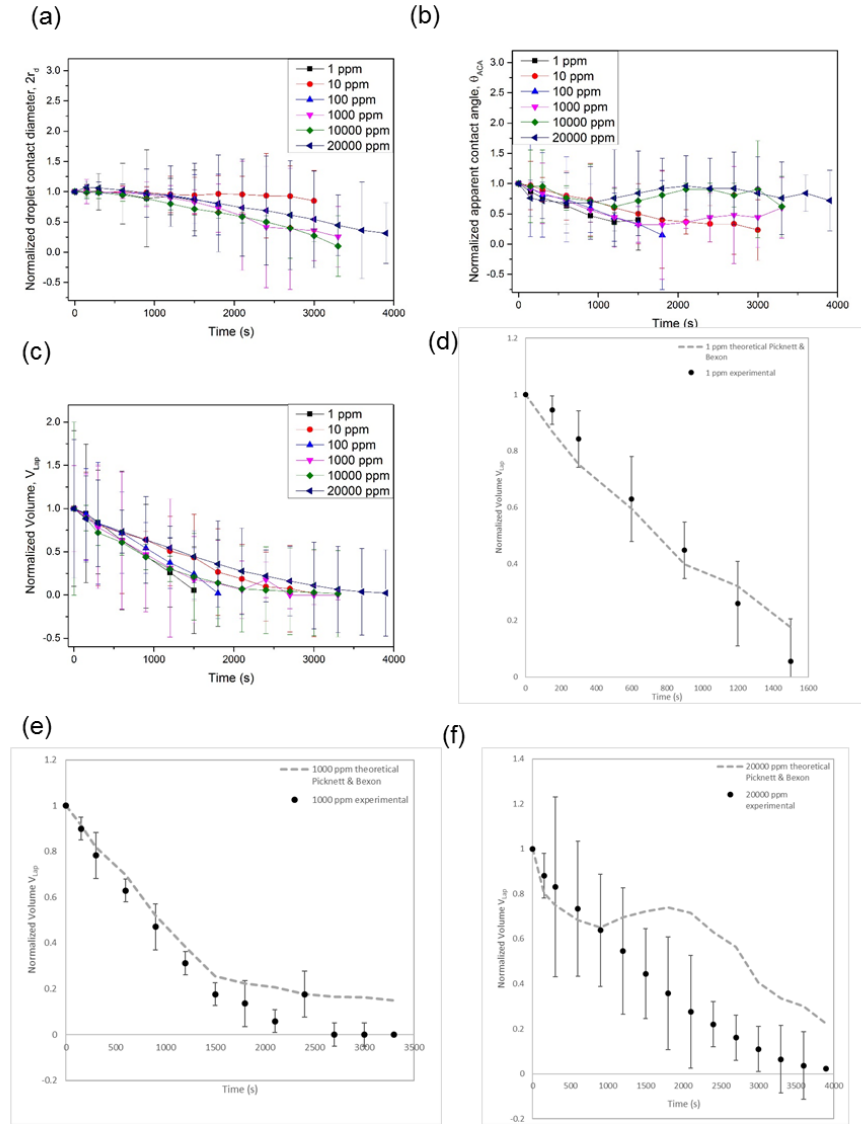 (a)
Normalized droplet contact diameter, 2r_d
3.0
2.5
2.0
1.5
1.0
0.5
0.0
-0.5
0
1000
2000
3000
4000
Time (s)
1 ppm
10 ppm
100 ppm
1000 ppm
10000 ppm
20000 ppm
(b)
Normalized apparent contact angle, θ_ACA
3.0
2.5
2.0
1.5
1.0
0.5
0.0
-0.5
0
1000
2000
3000
4000
Time (s)
1 ppm
10 ppm
100 ppm
1000 ppm
10000 ppm
20000 ppm
(c)
Normalized Volume, V_Lap
2.0
1.5
1.0
0.5
0.0
-0.5
0
1000
2000
3000
4000
Time (s)
1 ppm
10 ppm
100 ppm
1000 ppm
10000 ppm
20000 ppm
(d)
Normalized Volume V_Lap
1.2
1
0.8
0.6
0.4
0.2
0
0
200
400
600
800
1000
1200
1400
1600
Time (s)
1 ppm theoretical Picknett &
Bexon
1 ppm experimental
(e)
Normalized Volume V_Lap
1.2
1
0.8
0.6
0.4
0.2
0
-0.2
0
500
1000
1500
2000
2500
3000
3500
Time (s)
1000 ppm theoretical
Picknett & Bexon
1000 ppm experimental
(f)
Normalized Volume V_Lap
1.4
1.2
1
0.8
0.6
0.4
0.2
0
-0.2
0
500
1000
1500
2000
2500
3000
3500
4000
Time (s)
20000 ppm theoretical
Picknett & Bexon
20000 ppm
experimental